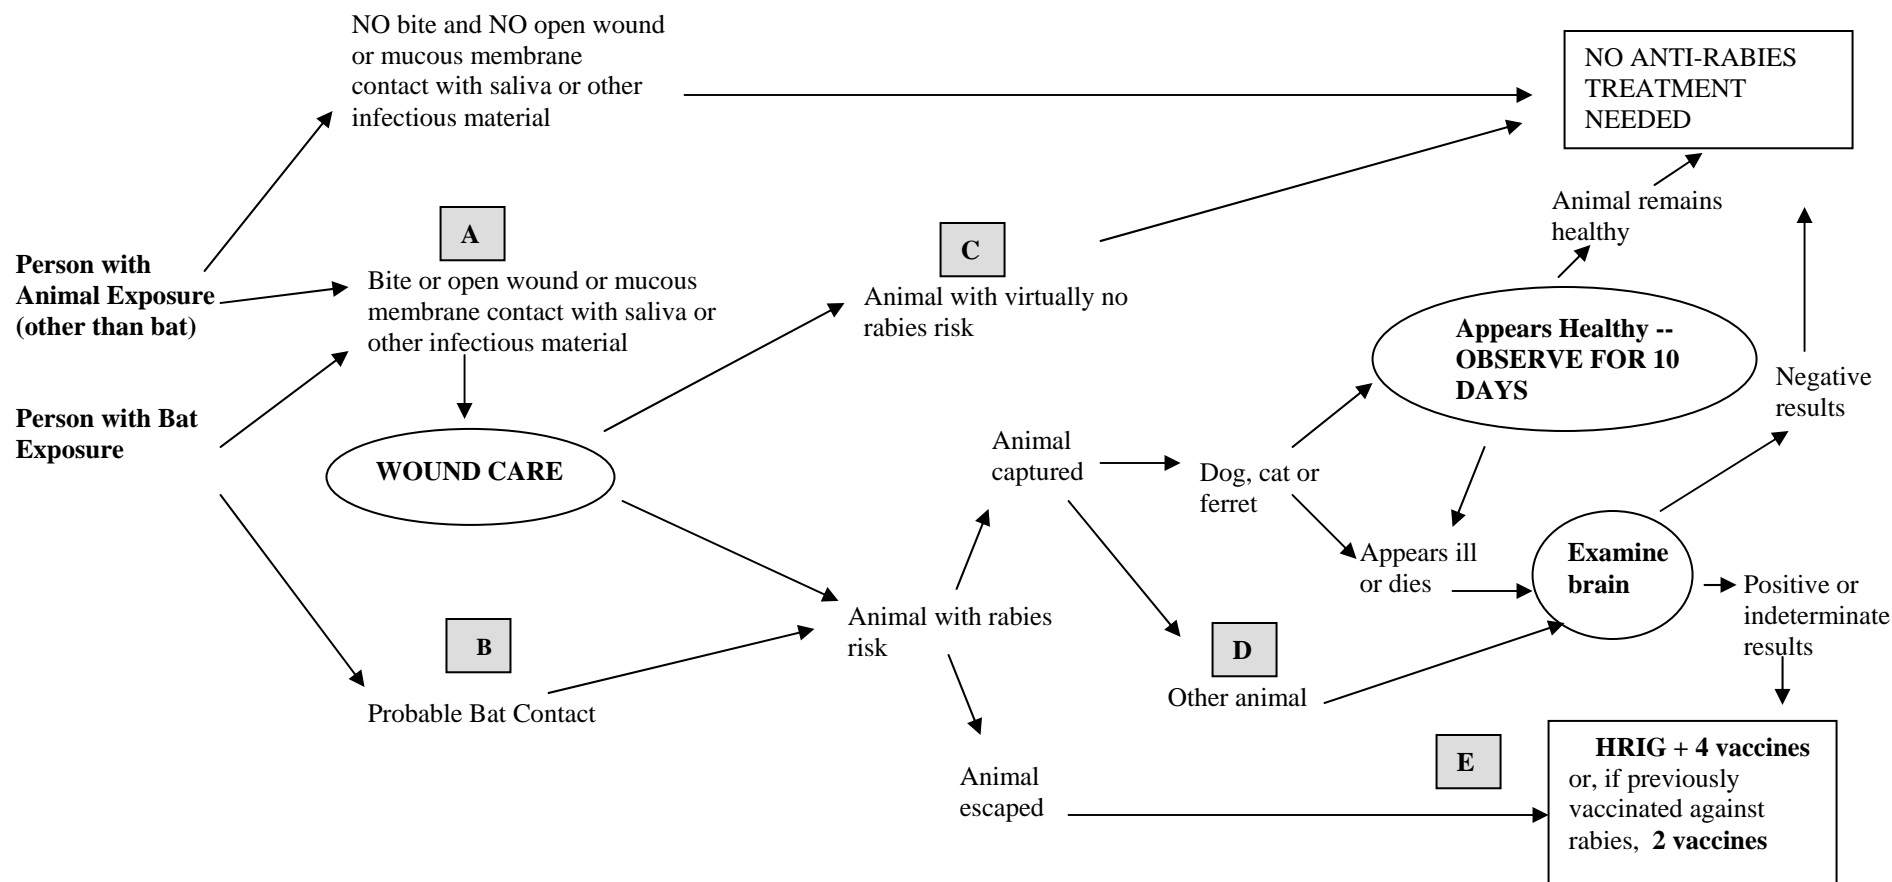 NO bite and NO open wound
or mucous membrane
contact with saliva or other
infectious material
NO ANTI-RABIES
TREATMENT
NEEDED
Person with
Animal Exposure
(other than bat)
A
Bite or open wound or mucous
membrane contact with saliva or
other infectious material
C
Animal with virtually no
rabies risk
Animal remains
healthy
Appears Healthy --
OBSERVE FOR 10
DAYS
Negative
results
Person with Bat
Exposure
WOUND CARE
Animal
captured
Dog, cat or
ferret
Appears ill
or dies
Examine
brain
Positive or
indeterminate
results
B
Probable Bat Contact
Animal with rabies
risk
D
Other animal
Animal
escaped
E
HRIG + 4 vaccines
or, if previously
vaccinated against
rabies, 2 vaccines